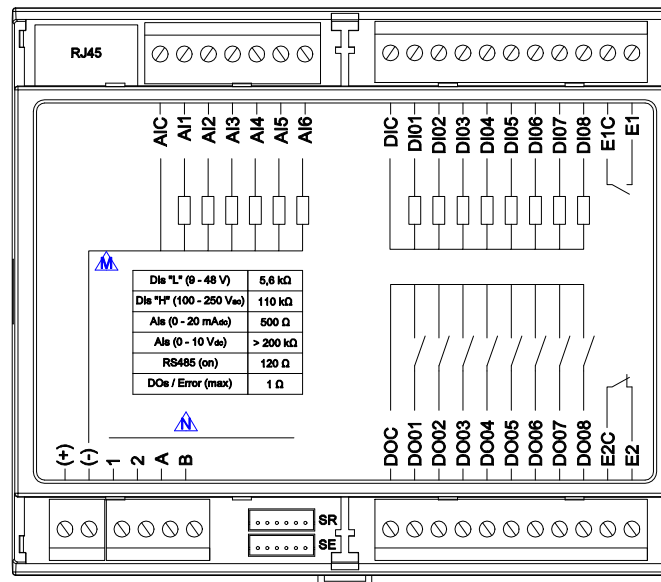 RJ45
AIC AI1 AI2 AI3 AI4 AI5 AI6
DIC DI01 DI02 DI03 DI04 DI05 DI06 DI07 DI08 E1C E1
M
DIs "L" (9 - 48 V) 5,6 kΩ
DIs "H" (100 - 250 Vac) 110 kΩ
AIs (0 - 20 mAdc) 500 Ω
AIs (0 - 10 Vdc) > 200 kΩ
RS485 (on) 120 Ω
DOs / Error (max) 1 Ω
N
(+) (-) 1 2 A B
DOC DO01 DO02 DO03 DO04 DO05 DO06 DO07 DO08 E2C E2
SR
SE